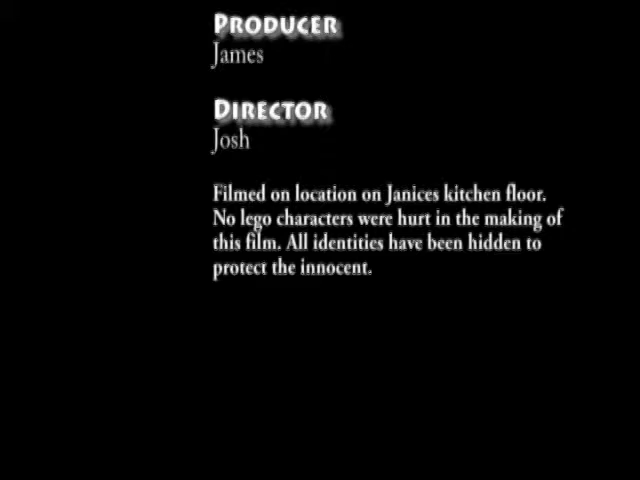 PRODUCER
James
DIRECTOR
Josh
Filmed on location on Janices kitchen floor.
No lego characters were hurt in the making of
this film. All identities have been hidden to
protect the innocent.